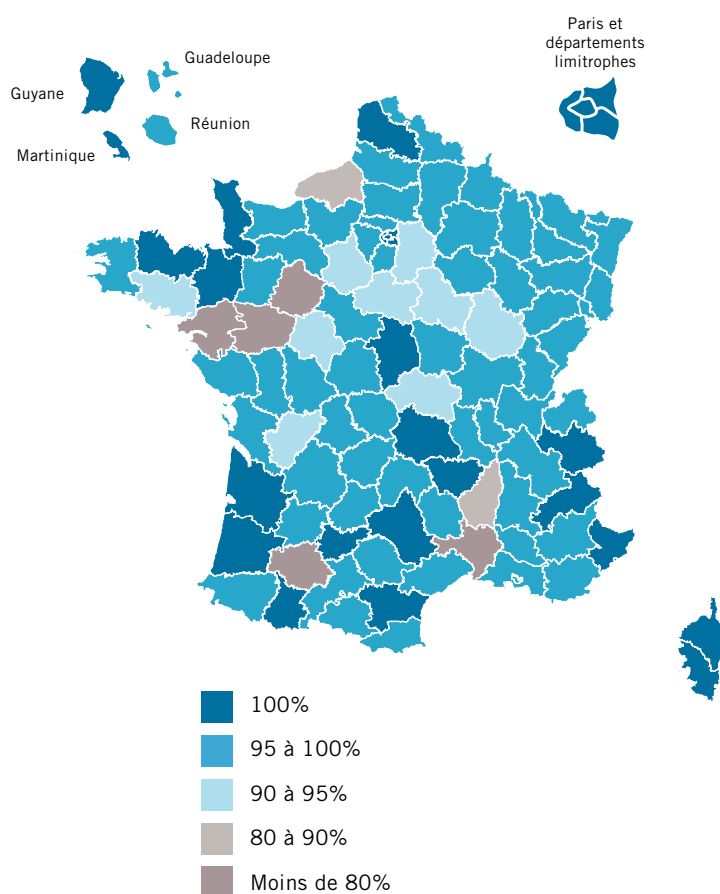 Paris et
départements
limitrophes
Guadeloupe
Guyane
Réunion
Martinique
100%
95 à 100%
90 à 95%
80 à 90%
Moins de 80%